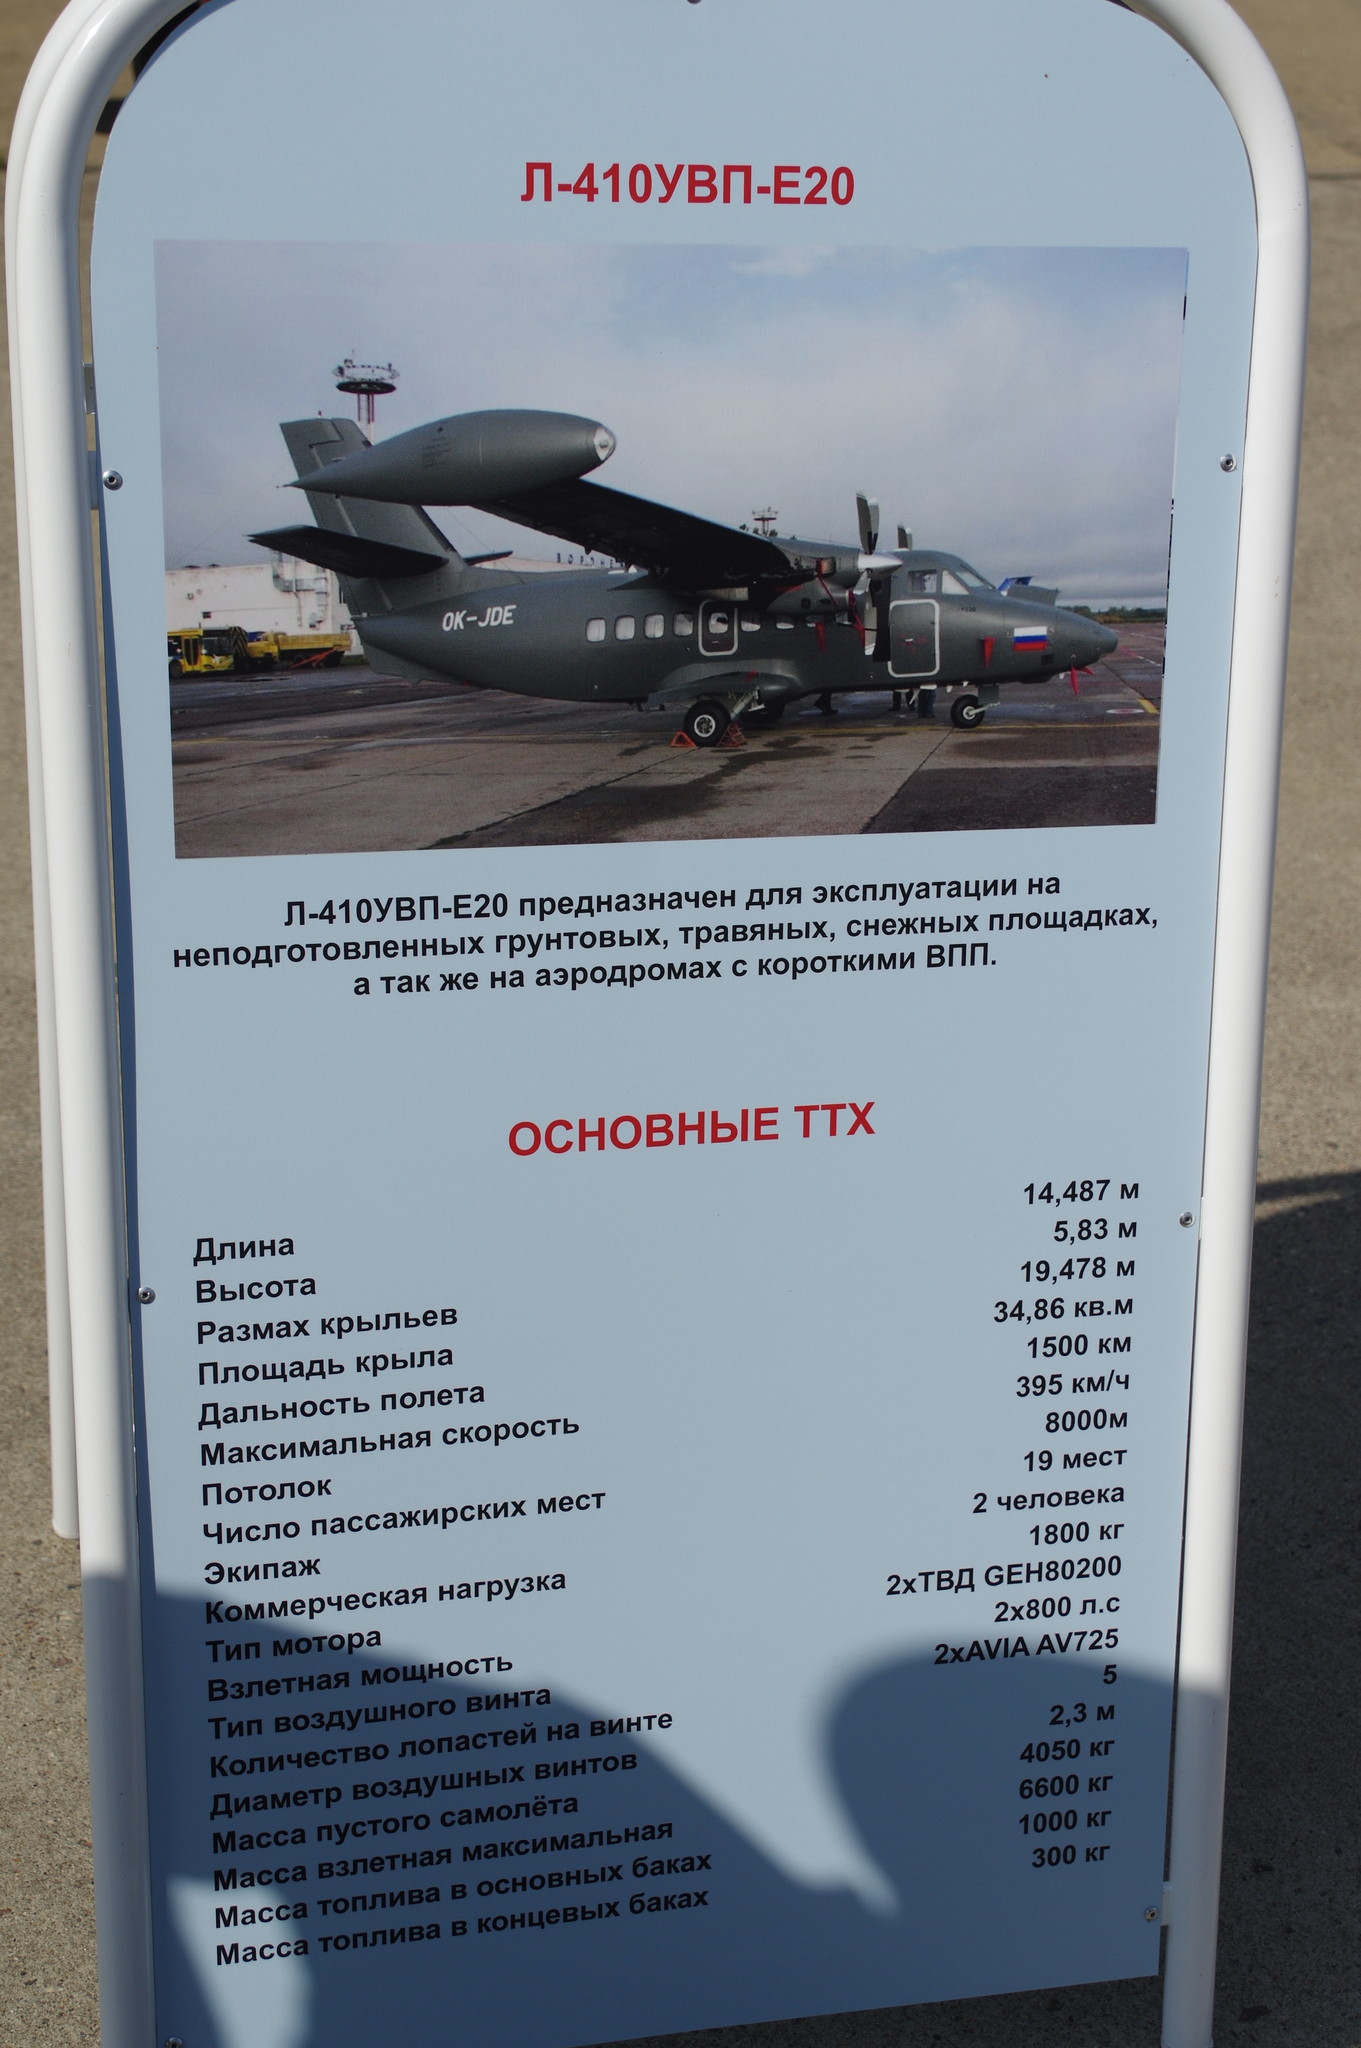 Л-410УВП-Е20
OK-JDE
Л-410УВП-Е20 предназначен для эксплуатации на
неподготовленных грунтовых, травяных, снежных площадках,
а так же на аэродромах с короткими ВПП.
ОСНОВНЫЕ ТТХ
Длина 14,487 м
Высота 5,83 м
Размах крыльев 19,478 м
Площадь крыла 34,86 кв.м
Дальность полета 1500 км
Максимальная скорость 395 км/ч
Потолок 8000м
Число пассажирских мест 19 мест
Экипаж 2 человека
Коммерческая нагрузка 1800 кг
Тип мотора 2хТВД GEH80200
Взлетная мощность 2х800 л.с
Тип воздушного винта 2хAVIA AV725
Количество лопастей на винте 5
Диаметр воздушных винтов 2,3 м
Масса пустого самолёта 4050 кг
Масса взлетная максимальная 6600 кг
Масса топлива в основных баках 1000 кг
Масса топлива в концевых баках 300 кг